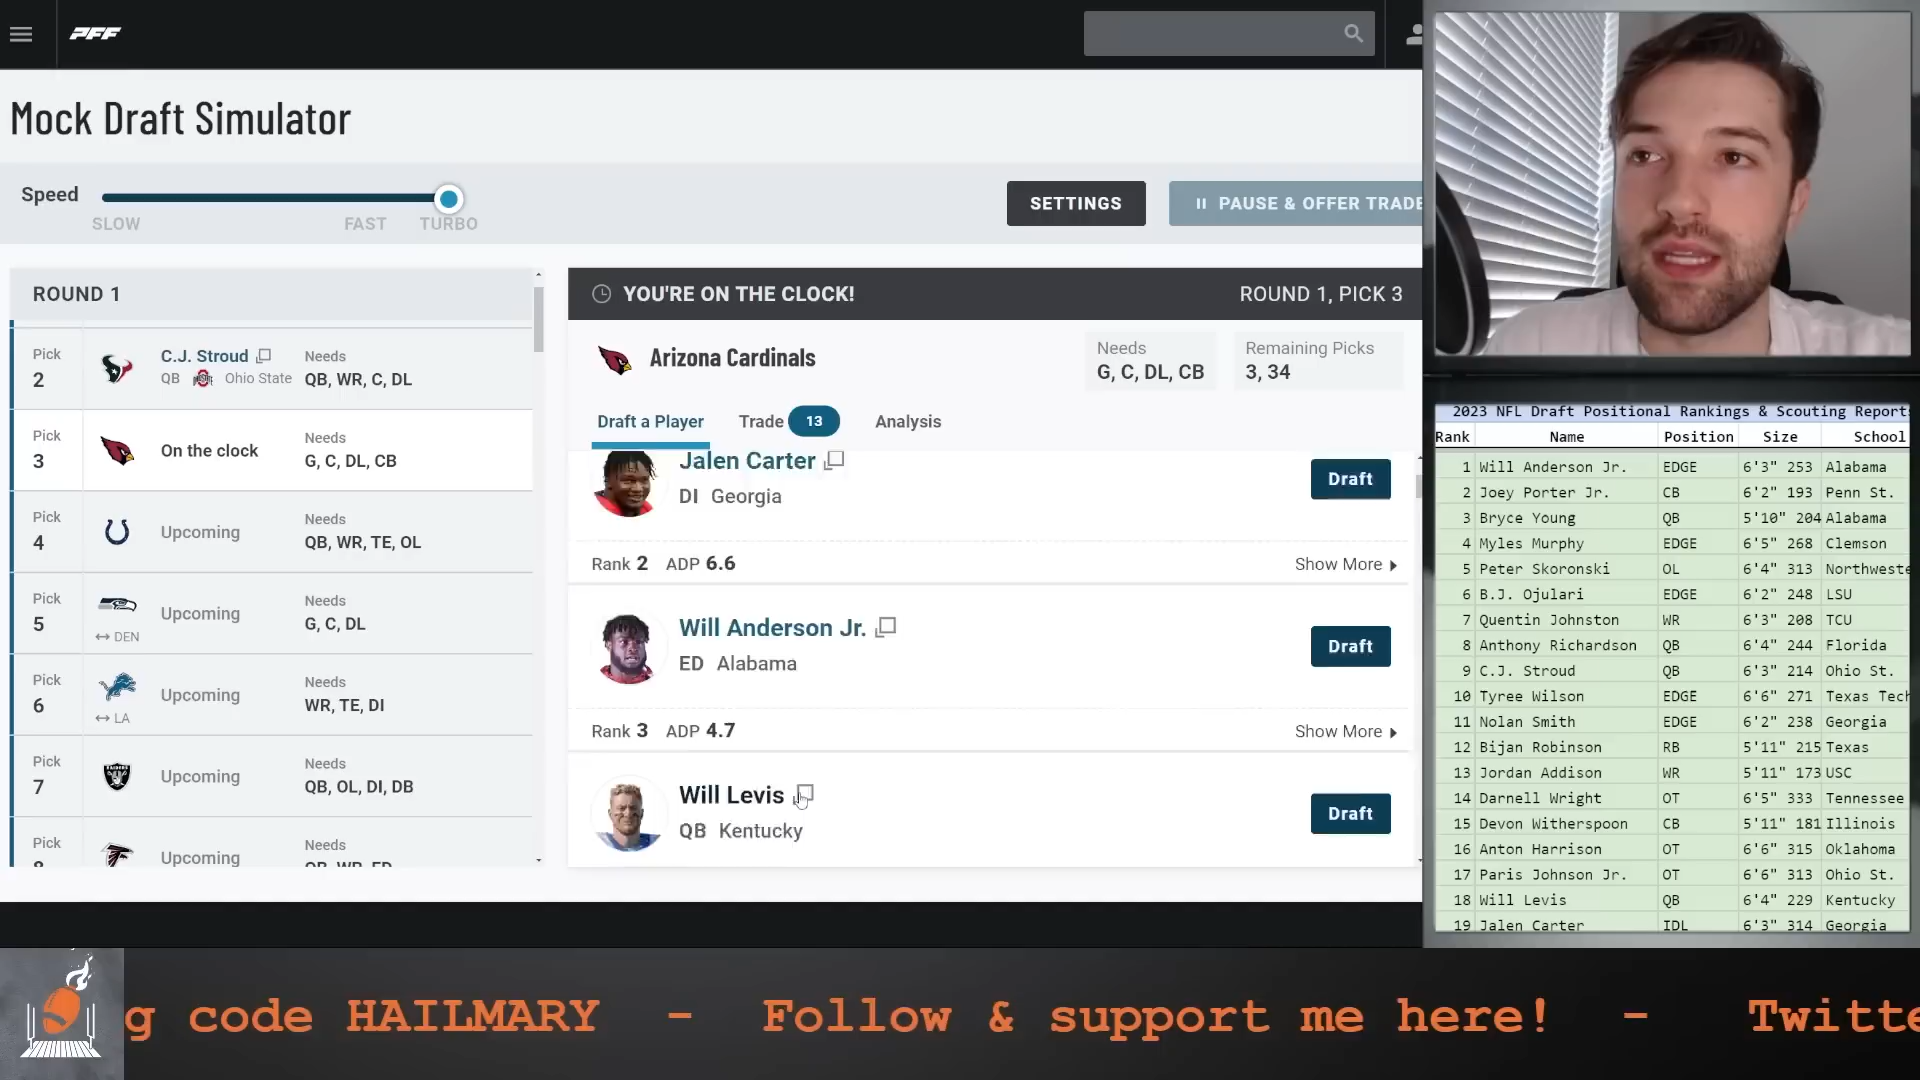 PFF
Mock Draft Simulator
Speed
SLOW
FAST
TURBO
SETTINGS
PAUSE & OFFER TRADE
ROUND 1
Pick 2
C.J. Stroud
QB Ohio State
Needs
QB, WR, C, DL
Pick 3
On the clock
Needs
G, C, DL, CB
Pick 4
Upcoming
Needs
QB, WR, TE, OL
Pick 5
DEN
Upcoming
Needs
G, C, DL
Pick 6
LA
Upcoming
Needs
WR, TE, DI
Pick 7
Upcoming
Needs
QB, OL, DI, DB
Pick 8
Upcoming
Needs
QB, WR, ED
YOU'RE ON THE CLOCK!
ROUND 1, PICK 3
Arizona Cardinals
Needs
G, C, DL, CB
Remaining Picks
3, 34
Draft a Player
Trade 13
Analysis
Jalen Carter
DI Georgia
Draft
Rank 2 ADP 6.6
Show More
Will Anderson Jr.
ED Alabama
Draft
Rank 3 ADP 4.7
Show More
Will Levis
QB Kentucky
Draft
2023 NFL Draft Positional Rankings & Scouting Reports
Rank Name Position Size School
1 Will Anderson Jr. EDGE 6'3" 253 Alabama
2 Joey Porter Jr. CB 6'2" 193 Penn St.
3 Bryce Young QB 5'10" 204 Alabama
4 Myles Murphy EDGE 6'5" 268 Clemson
5 Peter Skoronski OL 6'4" 313 Northweste
6 B.J. Ojulari EDGE 6'2" 248 LSU
7 Quentin Johnston WR 6'3" 208 TCU
8 Anthony Richardson QB 6'4" 244 Florida
9 C.J. Stroud QB 6'3" 214 Ohio St.
10 Tyree Wilson EDGE 6'6" 271 Texas Tech
11 Nolan Smith EDGE 6'2" 238 Georgia
12 Bijan Robinson RB 5'11" 215 Texas
13 Jordan Addison WR 5'11" 173 USC
14 Darnell Wright OT 6'5" 333 Tennessee
15 Devon Witherspoon CB 5'11" 181 Illinois
16 Anton Harrison OT 6'6" 315 Oklahoma
17 Paris Johnson Jr. OT 6'6" 313 Ohio St.
18 Will Levis QB 6'4" 229 Kentucky
19 Jalen Carter IDL 6'3" 314 Georgia
g code HAILMARY - Follow & support me here! - Twitte